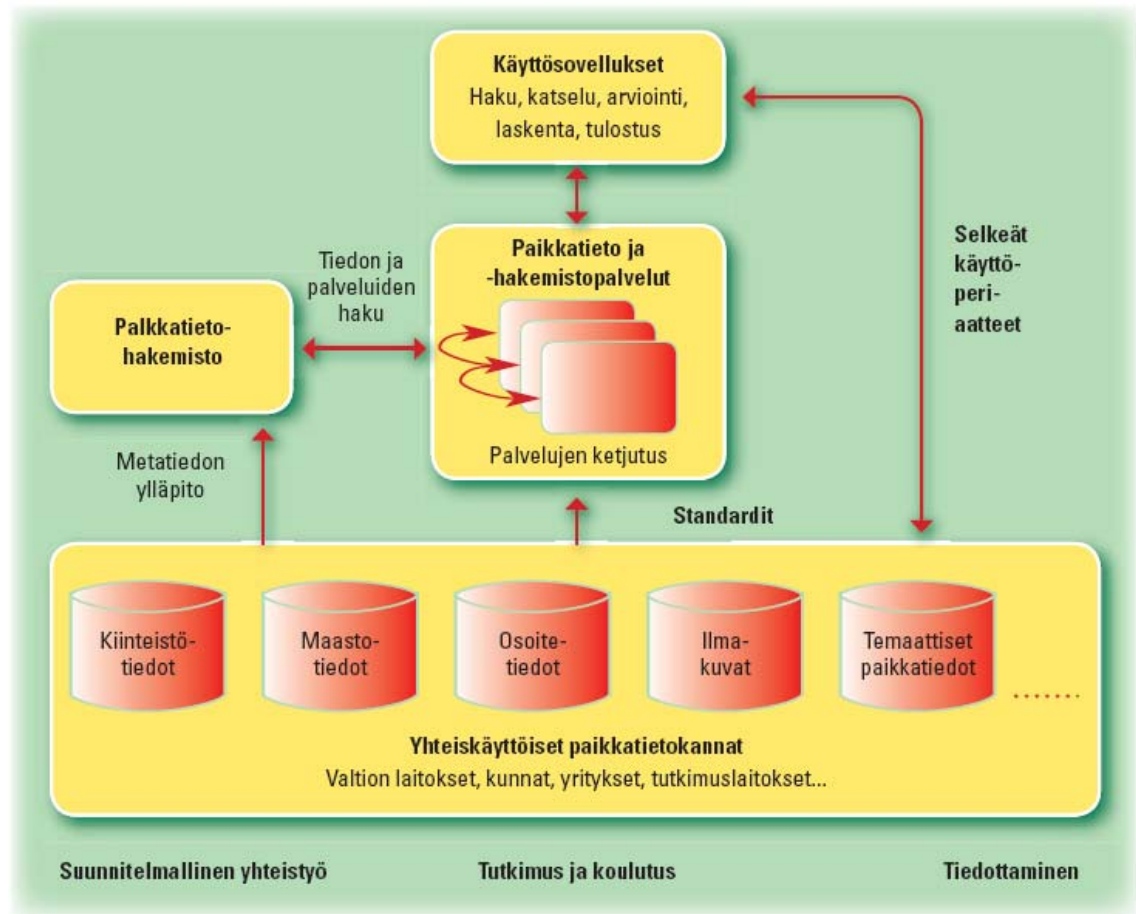 Käyttösovellukset
Haku, katselu, arviointi,
laskenta, tulostus
Selkeät
käyttö-
peri-
aatteet
Paikkatieto ja
-hakemistopalvelut
Tiedon ja
palveluiden
haku
Palkkatieto-
hakemisto
Palvelujen ketjutus
Metatiedon
ylläpito
Standardit
Kiinteistö-
tiedot
Maasto-
tiedot
Osoite-
tiedot
Ilma-
kuvat
Temaattiset
paikkatiedot
........
Yhteiskäyttöiset paikkatietokannat
Valtion laitokset, kunnat, yritykset, tutkimuslaitokset...
Suunnitelmallinen yhteistyö
Tutkimus ja koulutus
Tiedottaminen